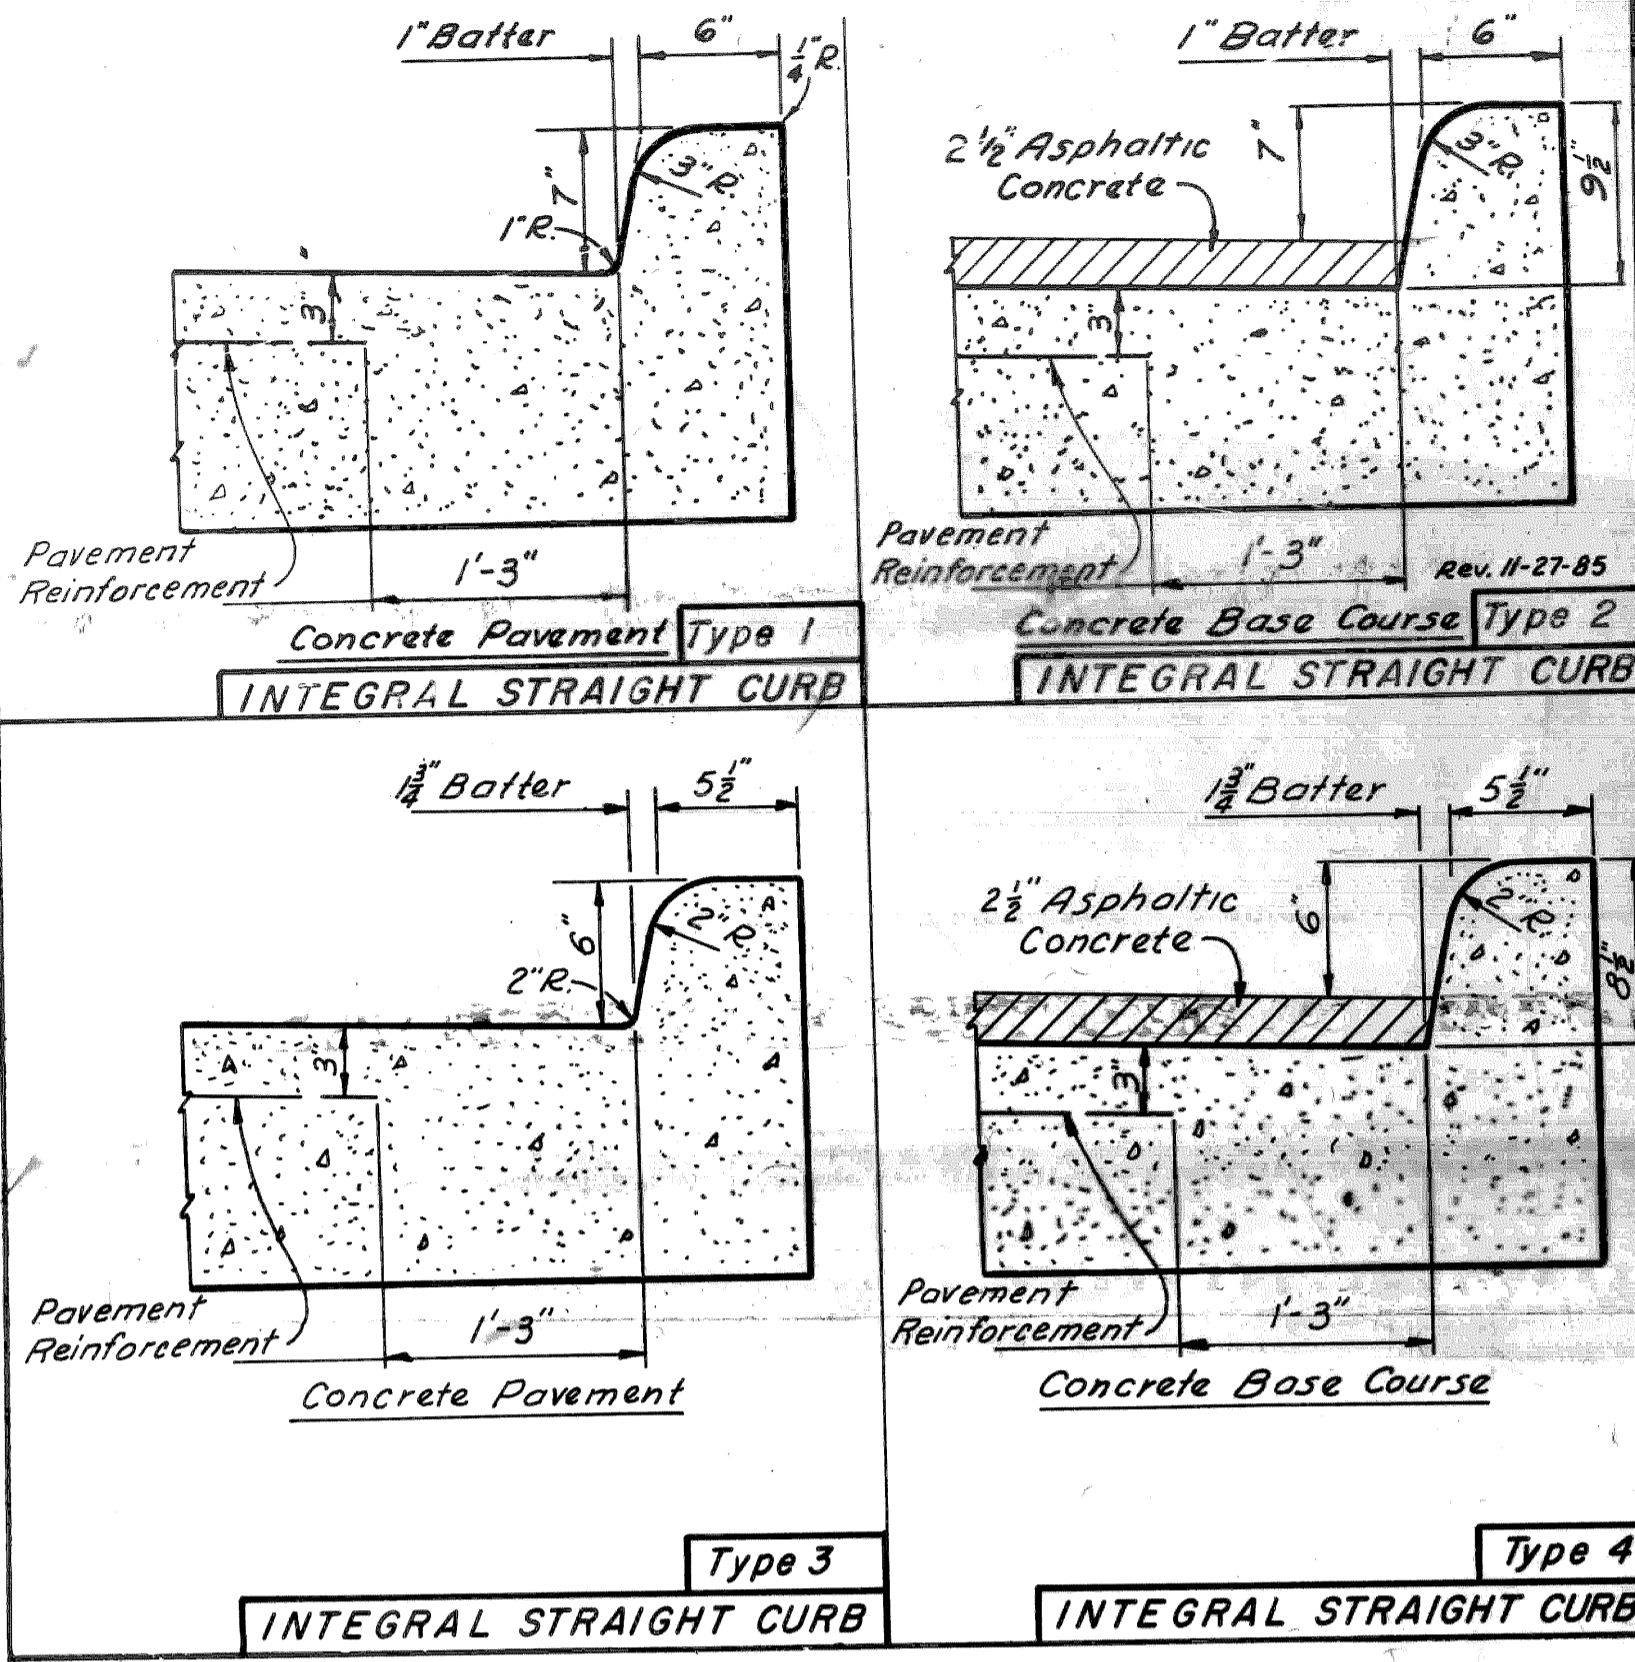 1" Batter
6"
1/4" R.
7"
3" R.
1" R.
3"
Pavement
Reinforcement
1'-3"
Concrete Pavement
Type 1
INTEGRAL STRAIGHT CURB
1" Batter
6"
2 1/2" Asphaltic
Concrete
7"
3" R.
9 1/2"
3"
Pavement
Reinforcement
1'-3"
Rev. 11-27-85
Concrete Base Course
Type 2
INTEGRAL STRAIGHT CURB
1 3/4" Batter
5 1/2"
6"
2" R.
2" R.
3"
Pavement
Reinforcement
1'-3"
Concrete Pavement
Type 3
INTEGRAL STRAIGHT CURB
1 3/4" Batter
5 1/2"
2 1/2" Asphaltic
Concrete
6"
2" R.
8 1/2"
3"
Pavement
Reinforcement
1'-3"
Concrete Base Course
Type 4
INTEGRAL STRAIGHT CURB